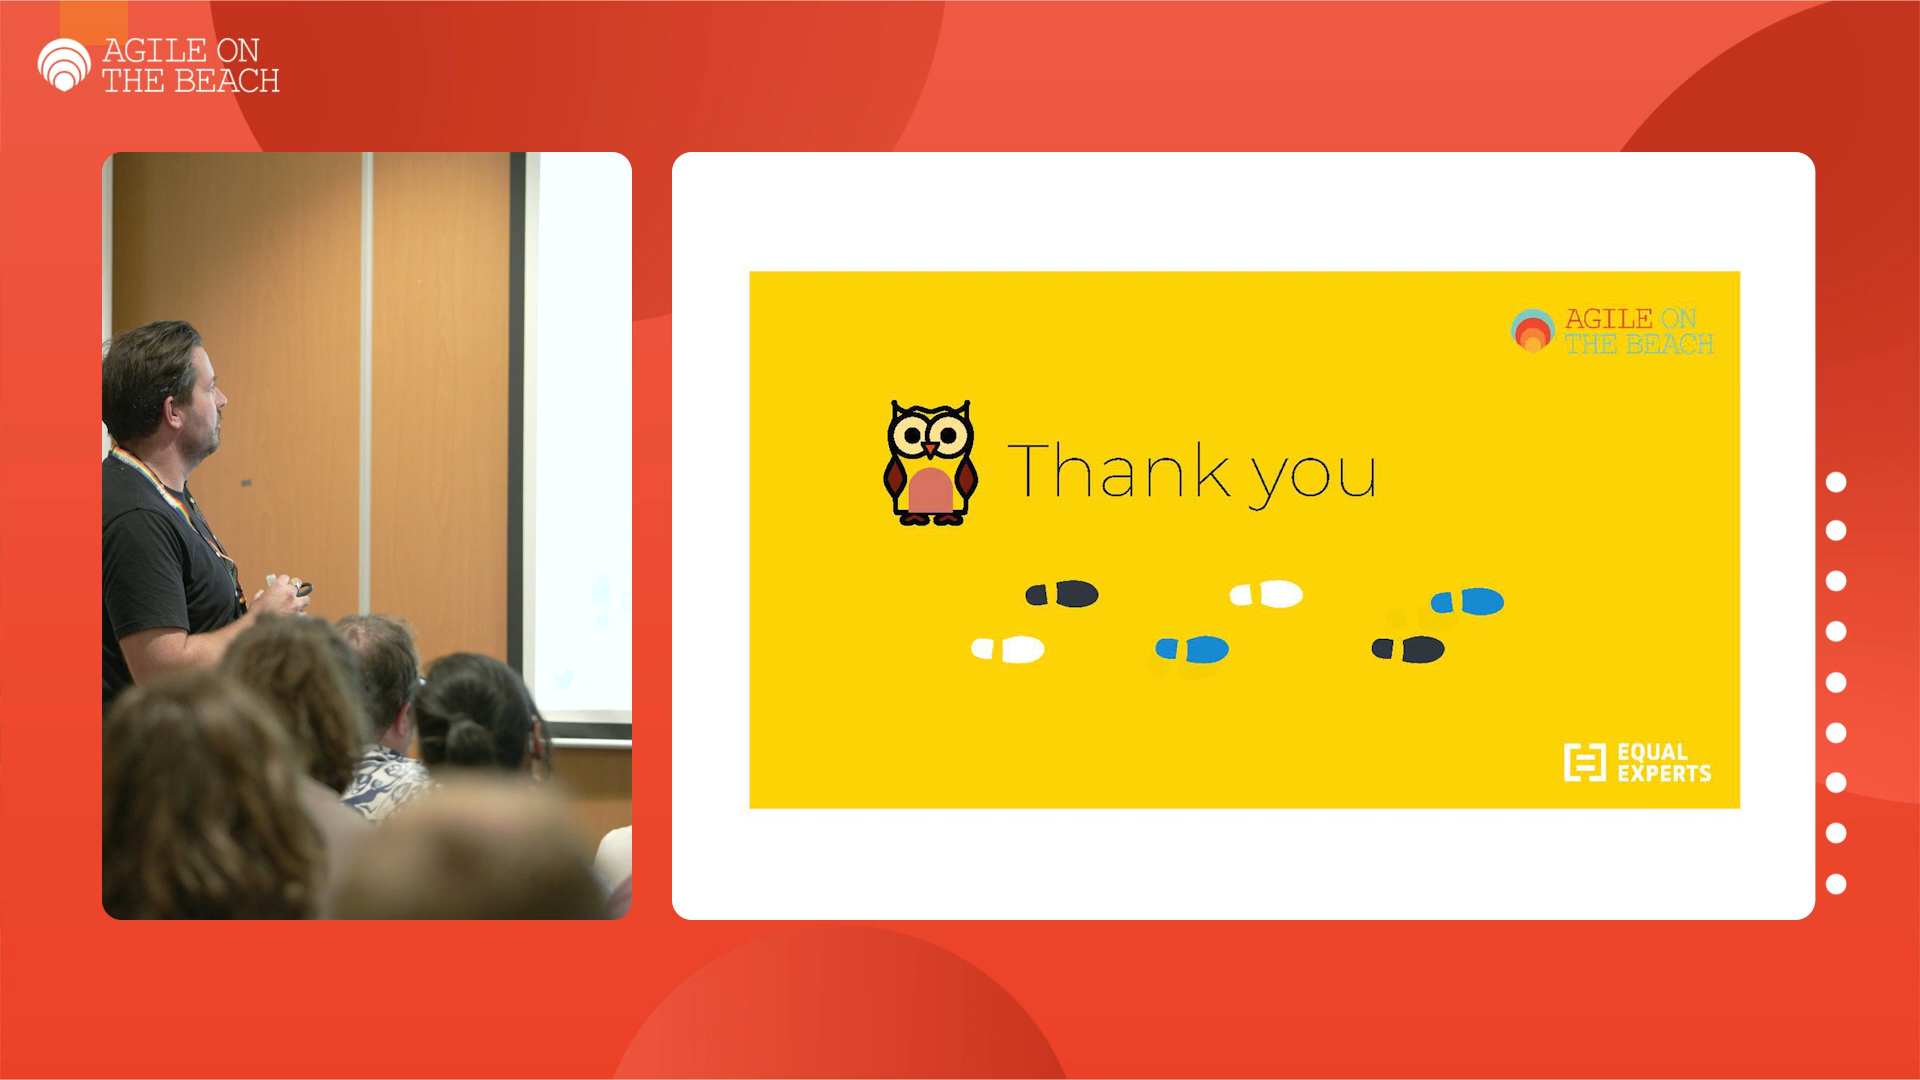 AGILE ON
THE BEACH
AGILE ON
THE BEACH
Thank you
EQUAL
EXPERTS